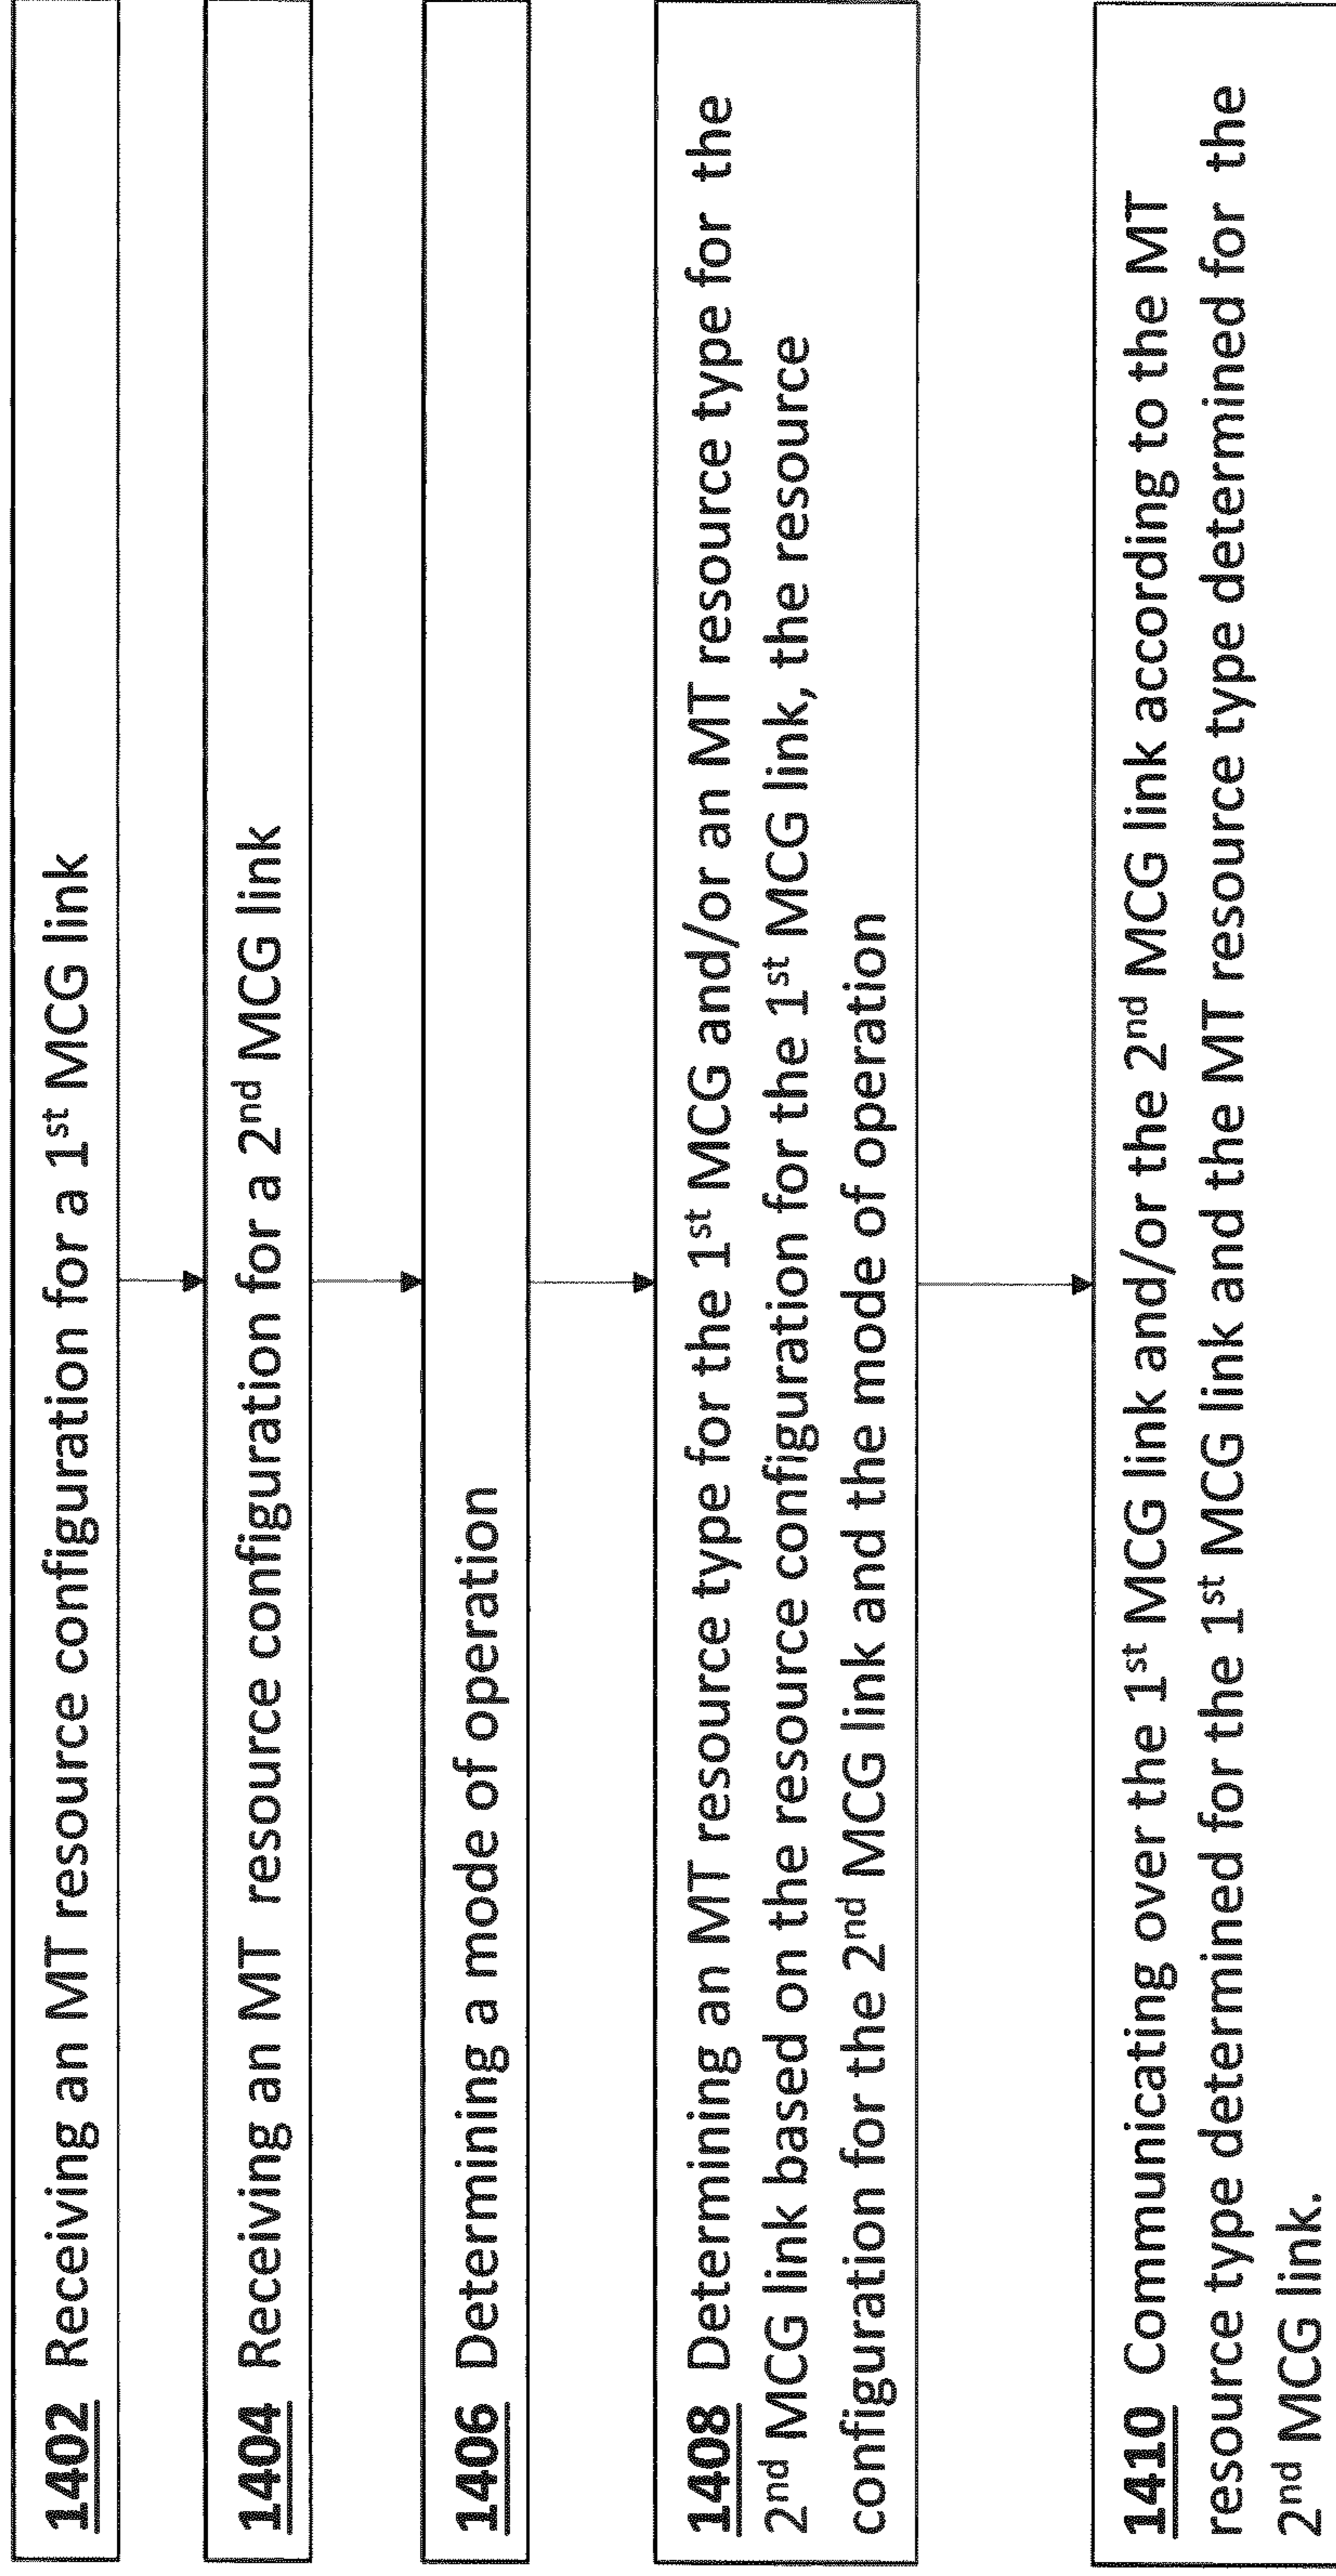 1402 Receiving an MT resource configuration for a 1st MCG link
1404 Receiving an MT resource configuration for a 2nd MCG link
1406 Determining a mode of operation
1408 Determining an MT resource type for the 1st MCG and/or an MT resource type for the
2nd MCG link based on the resource configuration for the 1st MCG link, the resource
configuration for the 2nd MCG link and the mode of operation
1410 Communicating over the 1st MCG link and/or the 2nd MCG link according to the MT
resource type determined for the 1st MCG link and the MT resource type determined for the
2nd MCG link.